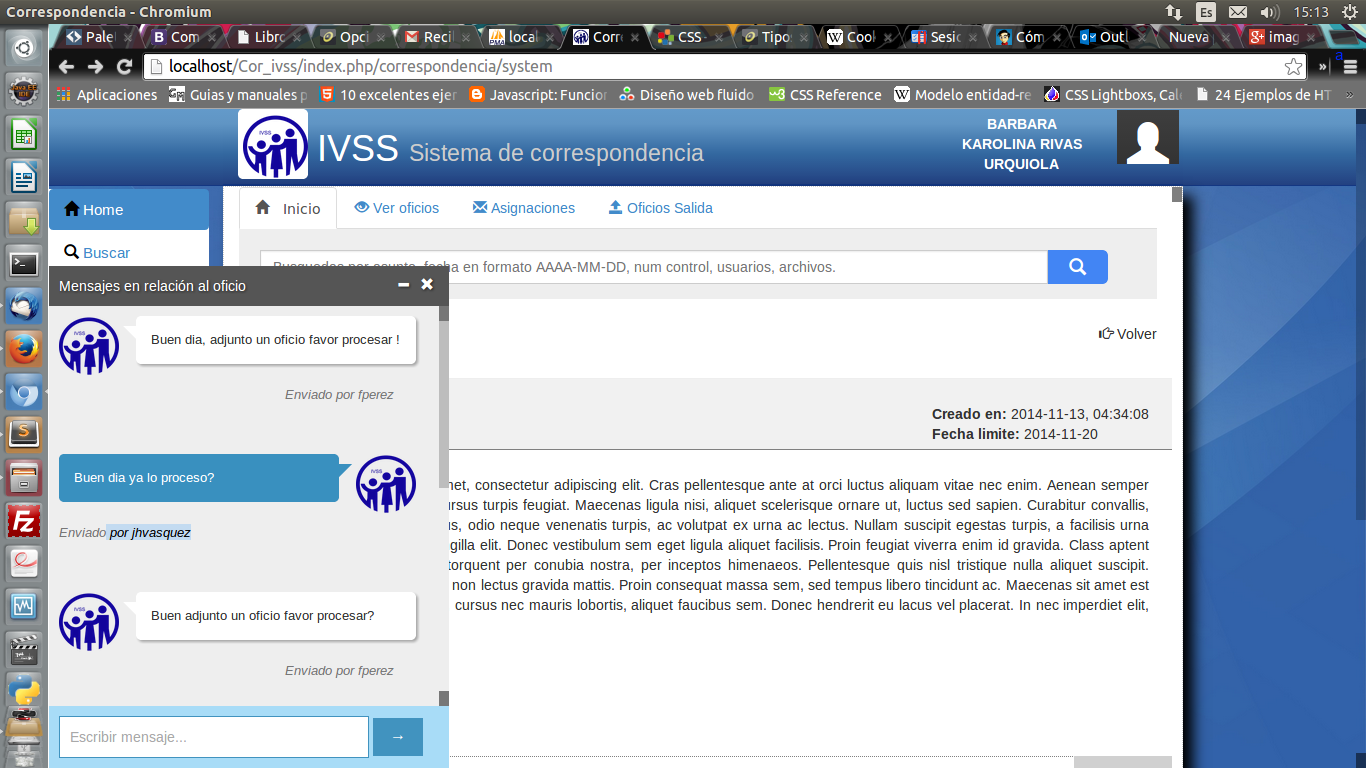 Correspondencia - Chromium
Es
15:13
Pale
Com
Libro
Opci
Reci
local
Corre
CSS
Tipo
Coo
Sesic
Cóm
Outl
Nueva
imag
localhost/Cor_ivss/index.php/correspondencia/system
Aplicaciones
Guias y manuales p
10 excelentes ejer
Javascript: Funcior
Diseño web fluido
CSS Reference
Modelo entidad-re
CSS Lightboxs, Cale
24 Ejemplos de HT
»
IVSS Sistema de correspondencia
BARBARA
KAROLINA RIVAS
URQUIOLA
Home
Buscar
Inicio
Ver oficios
Asignaciones
Oficios Salida
fecha en formato AAAA-MM-DD, num control, usuarios, archivos.
Volver
Creado en: 2014-11-13, 04:34:08
Fecha limite: 2014-11-20
Mensajes en relación al oficio
IVSS
Buen dia, adjunto un oficio favor procesar !
Enviado por fperez
Buen dia ya lo proceso?
IVSS
Enviado por jhvasquez
IVSS
Buen adjunto un oficio favor procesar?
Enviado por fperez
Escribir mensaje...
→
net, consectetur adipiscing elit. Cras pellentesque ante at orci luctus aliquam vitae nec enim. Aenean semper
ursus turpis feugiat. Maecenas ligula nisi, aliquet scelerisque ornare ut, luctus sed sapien. Curabitur convallis,
us, odio neque venenatis turpis, ac volutpat ex urna ac lectus. Nullam suscipit egestas turpis, a facilisis urna
gilla elit. Donec vestibulum sem eget ligula aliquet facilisis. Proin feugiat viverra enim id gravida. Class aptent
torquent per conubia nostra, per inceptos himenaeos. Pellentesque quis nisl tristique nulla aliquet suscipit.
non lectus gravida mattis. Proin consequat massa sem, sed tempus libero tincidunt ac. Maecenas sit amet est
cursus nec mauris lobortis, aliquet faucibus sem. Donec hendrerit eu lacus vel placerat. In nec imperdiet elit,